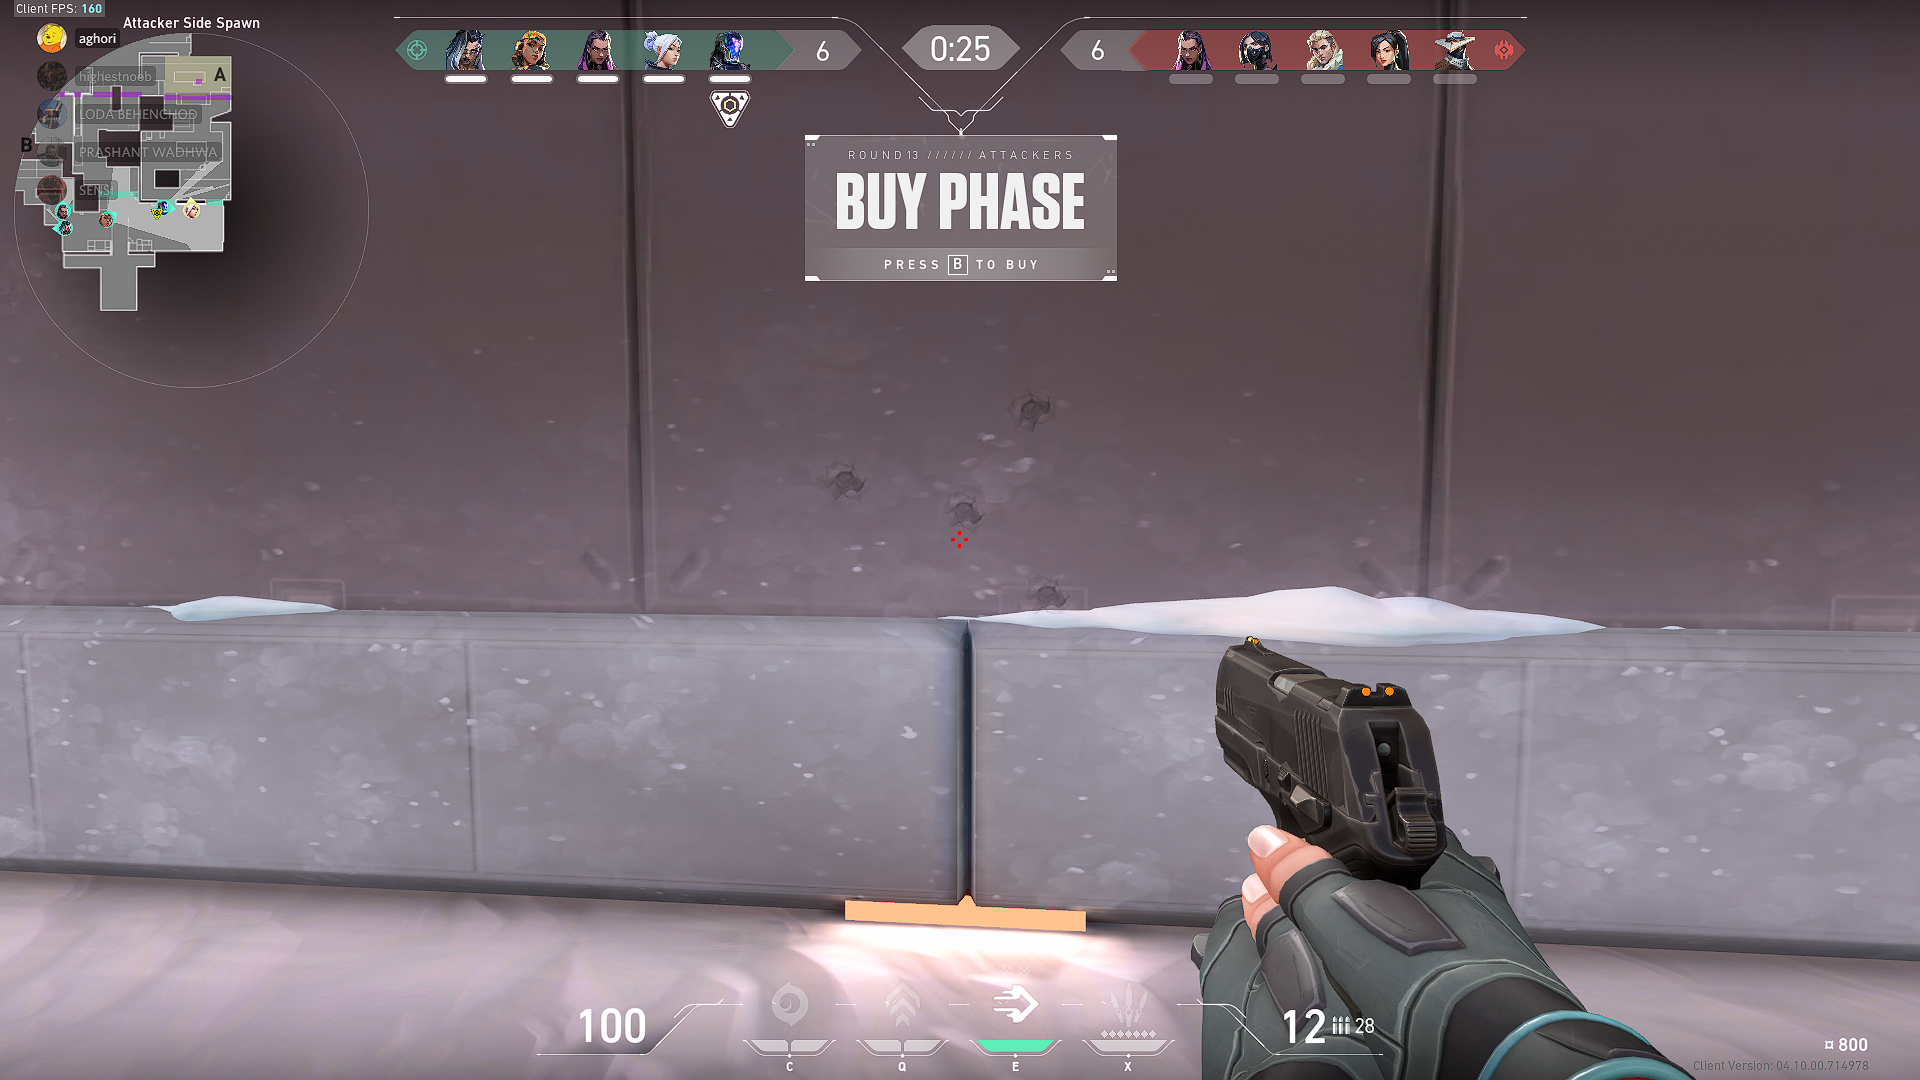 Client FPS: 160
Attacker Side Spawn
aghori
highestnoob
A
LODA BEHENCHOD
B
PRASHANT WADHWA
SENSI
6
0:25
6
ROUND 13 ////// ATTACKERS
BUY PHASE
PRESS B TO BUY
100
C
Q
E
X
12
28
¤ 800
Client Version: 04.10.00.714978